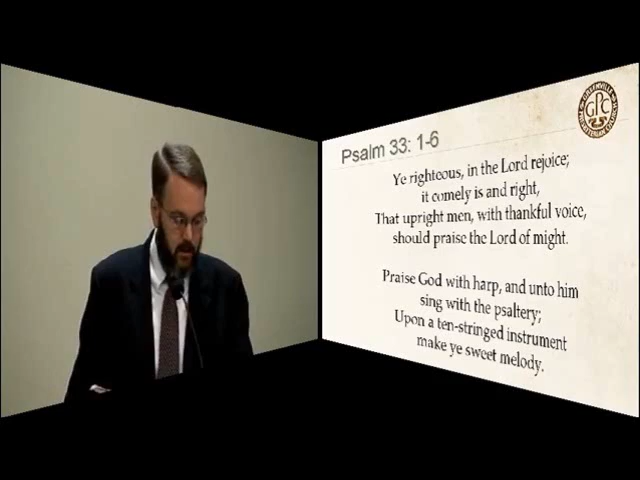 Psalm 33: 1-6
GPC
Ye righteous, in the Lord rejoice;
it comely is and right,
That upright men, with thankful voice,
should praise the Lord of might.
Praise God with harp, and unto him
sing with the psaltery;
Upon a ten-stringed instrument
make ye sweet melody.